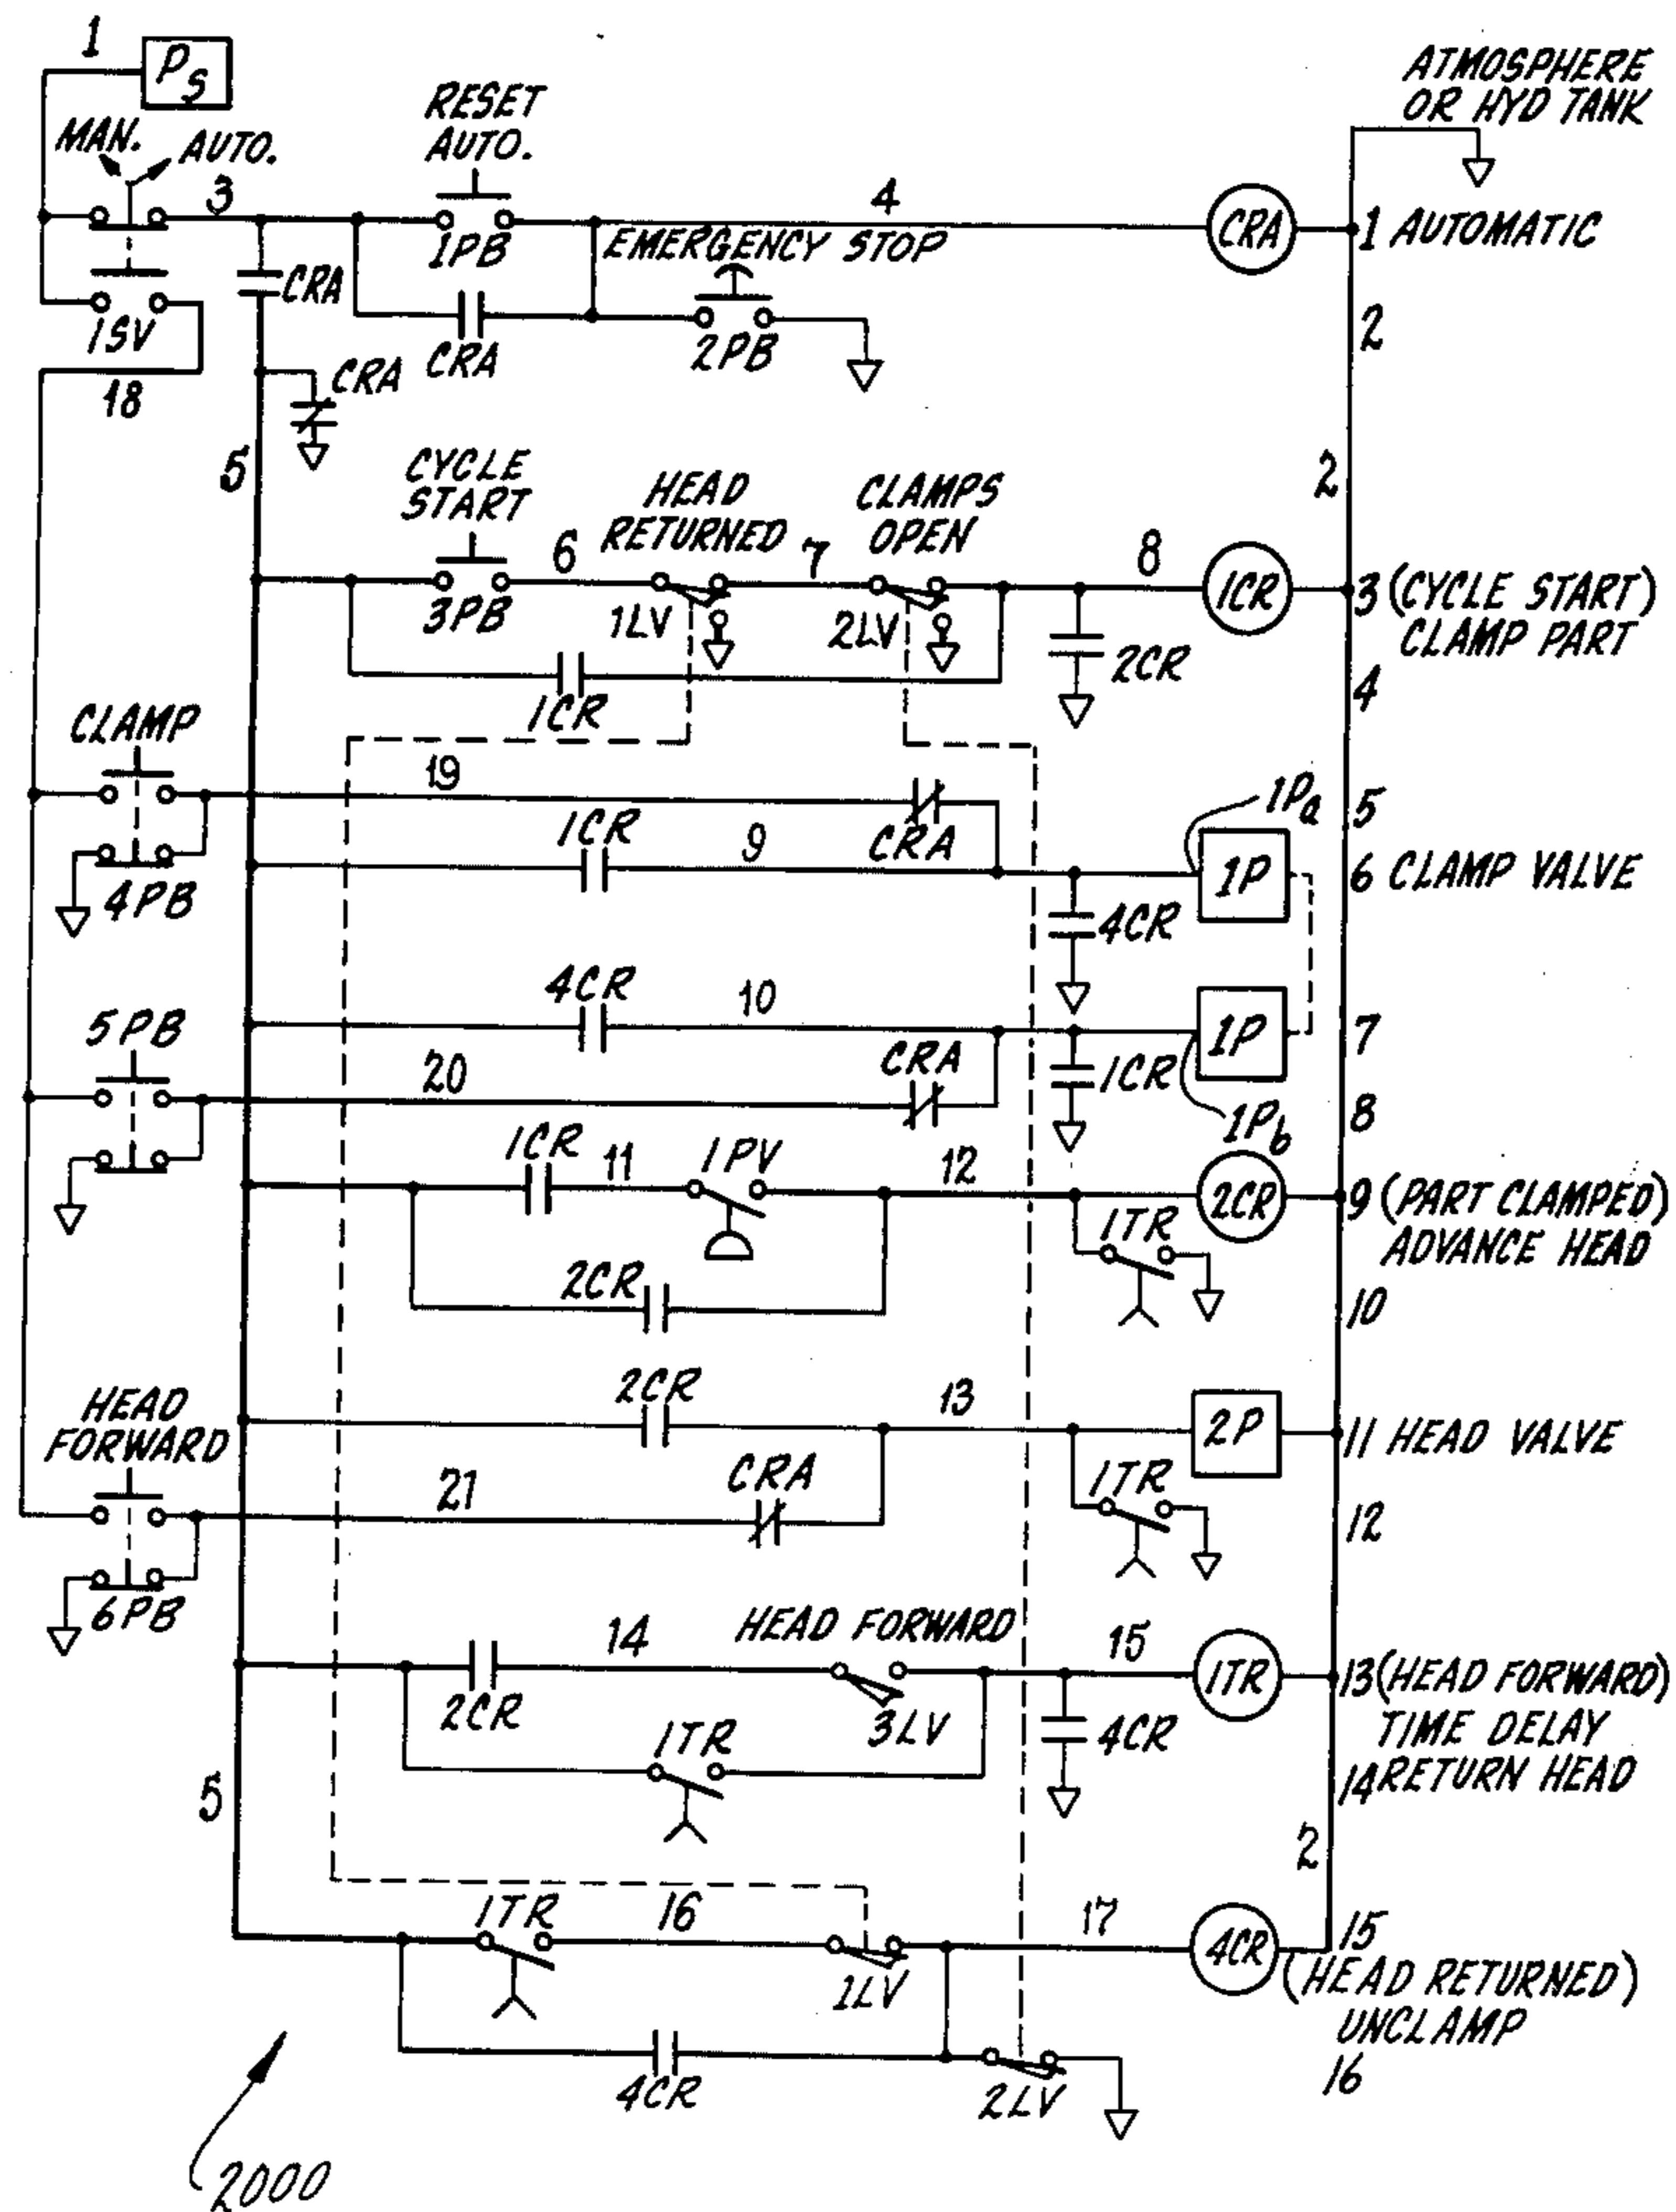 1
P_S
ATMOSPHERE
OR HYD TANK
MAN.
AUTO.
RESET
AUTO.
3
4
1PB
EMERGENCY STOP
CRA
1 AUTOMATIC
1SV
CRA
CRA
2PB
2
18
CRA
5
CYCLE
START
HEAD
RETURNED
CLAMPS
OPEN
2
6
7
8
3PB
1LV
2LV
1CR
3 (CYCLE START)
CLAMP PART
2CR
1CR
4
CLAMP
19
1Pa
5
1CR
9
CRA
4PB
1P
6 CLAMP VALVE
4CR
5PB
4CR
10
1P
7
20
CRA
1CR
1Pb
8
1CR
11
1PV
12
2CR
9 (PART CLAMPED)
ADVANCE HEAD
1TR
2CR
10
HEAD
FORWARD
2CR
13
2P
11 HEAD VALVE
21
CRA
1TR
12
6PB
14
HEAD FORWARD
15
1TR
13 (HEAD FORWARD)
TIME DELAY
14 RETURN HEAD
2CR
3LV
4CR
1TR
5
2
1TR
16
17
1LV
4CR
15
(HEAD RETURNED)
UNCLAMP
16
4CR
2LV
2000